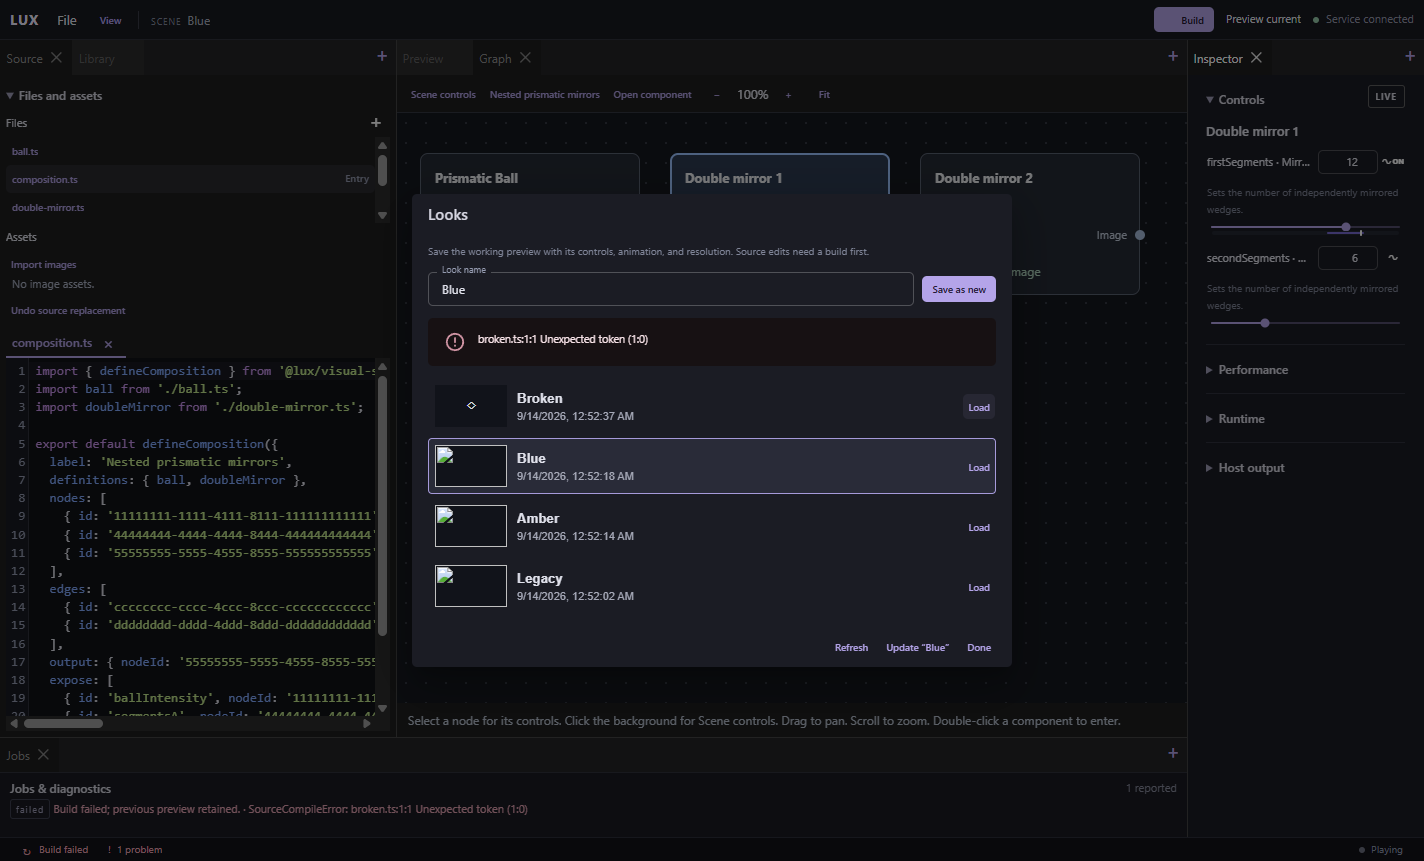 LUX File View SCENE Blue Build Preview current Service connected
Source Library
Preview Graph
Inspector
Files and assets
Files
ball.ts
composition.ts Entry
double-mirror.ts
Assets
Import images
No image assets.
Undo source replacement
composition.ts
1 import { defineComposition } from '@lux/visual-s
2 import ball from './ball.ts';
3 import doubleMirror from './double-mirror.ts';
4
5 export default defineComposition({
6 label: 'Nested prismatic mirrors',
7 definitions: { ball, doubleMirror },
8 nodes: [
9 { id: '11111111-1111-4111-8111-111111111111'
10 { id: '44444444-4444-4444-8444-444444444444'
11 { id: '55555555-5555-4555-8555-555555555555'
12 ],
13 edges: [
14 { id: 'cccccccc-cccc-4ccc-8ccc-cccccccccccc'
15 { id: 'dddddddd-dddd-4ddd-8ddd-dddddddddddd'
16 ],
17 output: { nodeId: '55555555-5555-4555-8555-555
18 expose: [
19 { id: 'ballIntensity', nodeId: '11111111-111
Scene controls Nested prismatic mirrors Open component − 100% + Fit
Prismatic Ball
Double mirror 1
Double mirror 2
Image
mage
Looks
Save the working preview with its controls, animation, and resolution. Source edits need a build first.
Look name
Blue
Save as new
broken.ts:1:1 Unexpected token (1:0)
Broken
9/14/2026, 12:52:37 AM
Load
Blue
9/14/2026, 12:52:18 AM
Load
Amber
9/14/2026, 12:52:14 AM
Load
Legacy
9/14/2026, 12:52:02 AM
Load
Refresh Update “Blue” Done
Select a node for its controls. Click the background for Scene controls. Drag to pan. Scroll to zoom. Double-click a component to enter.
Controls LIVE
Double mirror 1
firstSegments · Mirr... 12 ON
Sets the number of independently mirrored
wedges.
secondSegments · ... 6
Sets the number of independently mirrored
wedges.
Performance
Runtime
Host output
Jobs
Jobs & diagnostics 1 reported
failed Build failed; previous preview retained. · SourceCompileError: broken.ts:1:1 Unexpected token (1:0)
Build failed ! 1 problem Playing